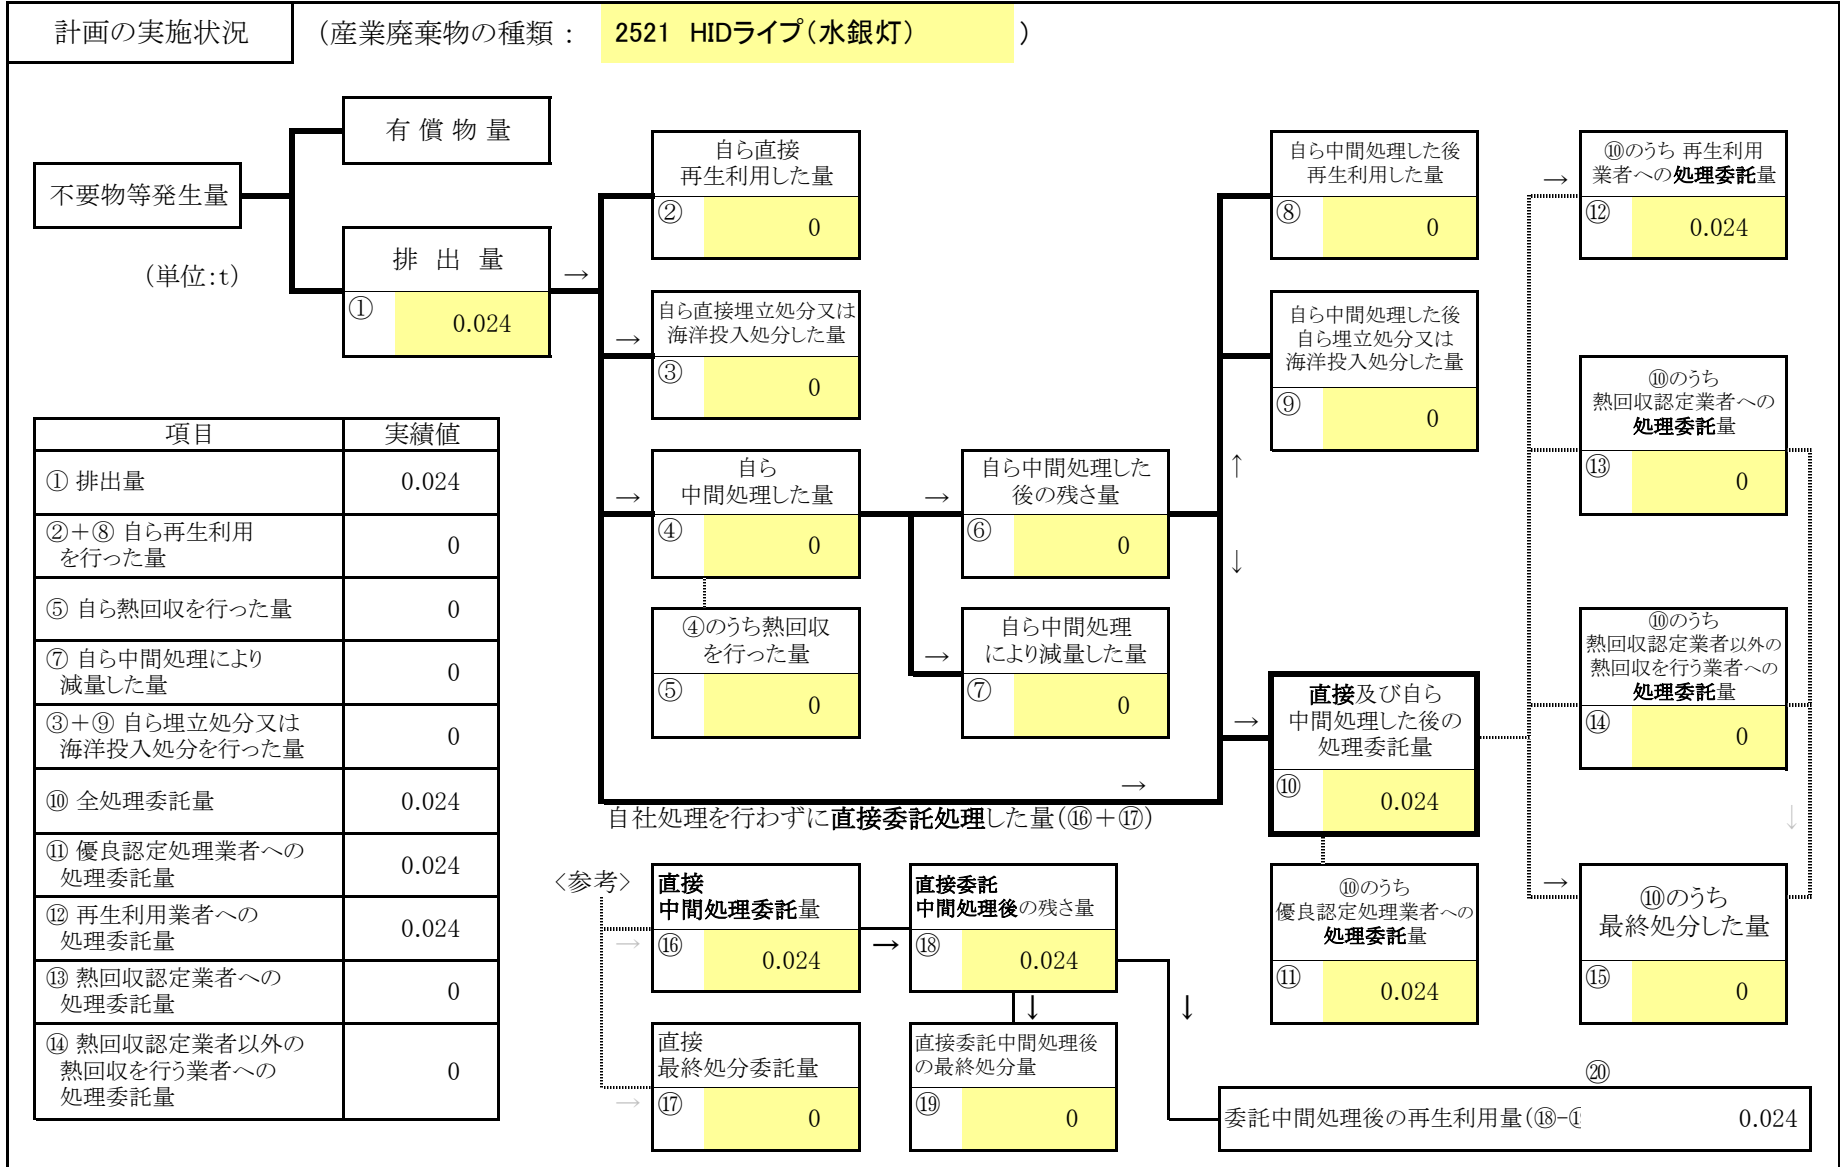 計画の実施状況
(産業廃棄物の種類： 2521 HIDライプ(水銀灯) )
不要物等発生量
(単位:t)
有償物量
排出量
→
① 0.024
自ら直接
再生利用した量
② 0
→
自ら直接埋立処分又は
海洋投入処分した量
③ 0
→
自ら
中間処理した量
④ 0
④のうち熱回収
を行った量
⑤ 0
→
自ら中間処理した
後の残さ量
⑥ 0
→
自ら中間処理
により減量した量
⑦ 0
自ら中間処理した後
再生利用した量
⑧ 0
自ら中間処理した後
自ら埋立処分又は
海洋投入処分した量
⑨ 0
↑
↓
→
直接及び自ら
中間処理した後の
処理委託量
⑩ 0.024
⑩のうち
優良認定処理業者への
処理委託量
⑪ 0.024
→
⑩のうち 再生利用
業者への処理委託量
⑫ 0.024
⑩のうち
熱回収認定業者への
処理委託量
⑬ 0
⑩のうち
熱回収認定業者以外の
熱回収を行う業者への
処理委託量
⑭ 0
↓
→
⑩のうち
最終処分した量
⑮ 0
項目 実績値
① 排出量 0.024
②＋⑧ 自ら再生利用
を行った量 0
⑤ 自ら熱回収を行った量 0
⑦ 自ら中間処理により
減量した量 0
③＋⑨ 自ら埋立処分又は
海洋投入処分を行った量 0
⑩ 全処理委託量 0.024
⑪ 優良認定処理業者への
処理委託量 0.024
⑫ 再生利用業者への
処理委託量 0.024
⑬ 熱回収認定業者への
処理委託量 0
⑭ 熱回収認定業者以外の
熱回収を行う業者への
処理委託量 0
→
自社処理を行わずに直接委託処理した量(⑯＋⑰)
〈参考〉
→
直接
中間処理委託量
⑯ 0.024
→
直接委託
中間処理後の残さ量
⑱ 0.024
↓
↓
→
直接
最終処分委託量
⑰ 0
直接委託中間処理後
の最終処分量
⑲ 0
⑳
委託中間処理後の再生利用量(⑱-
0.024